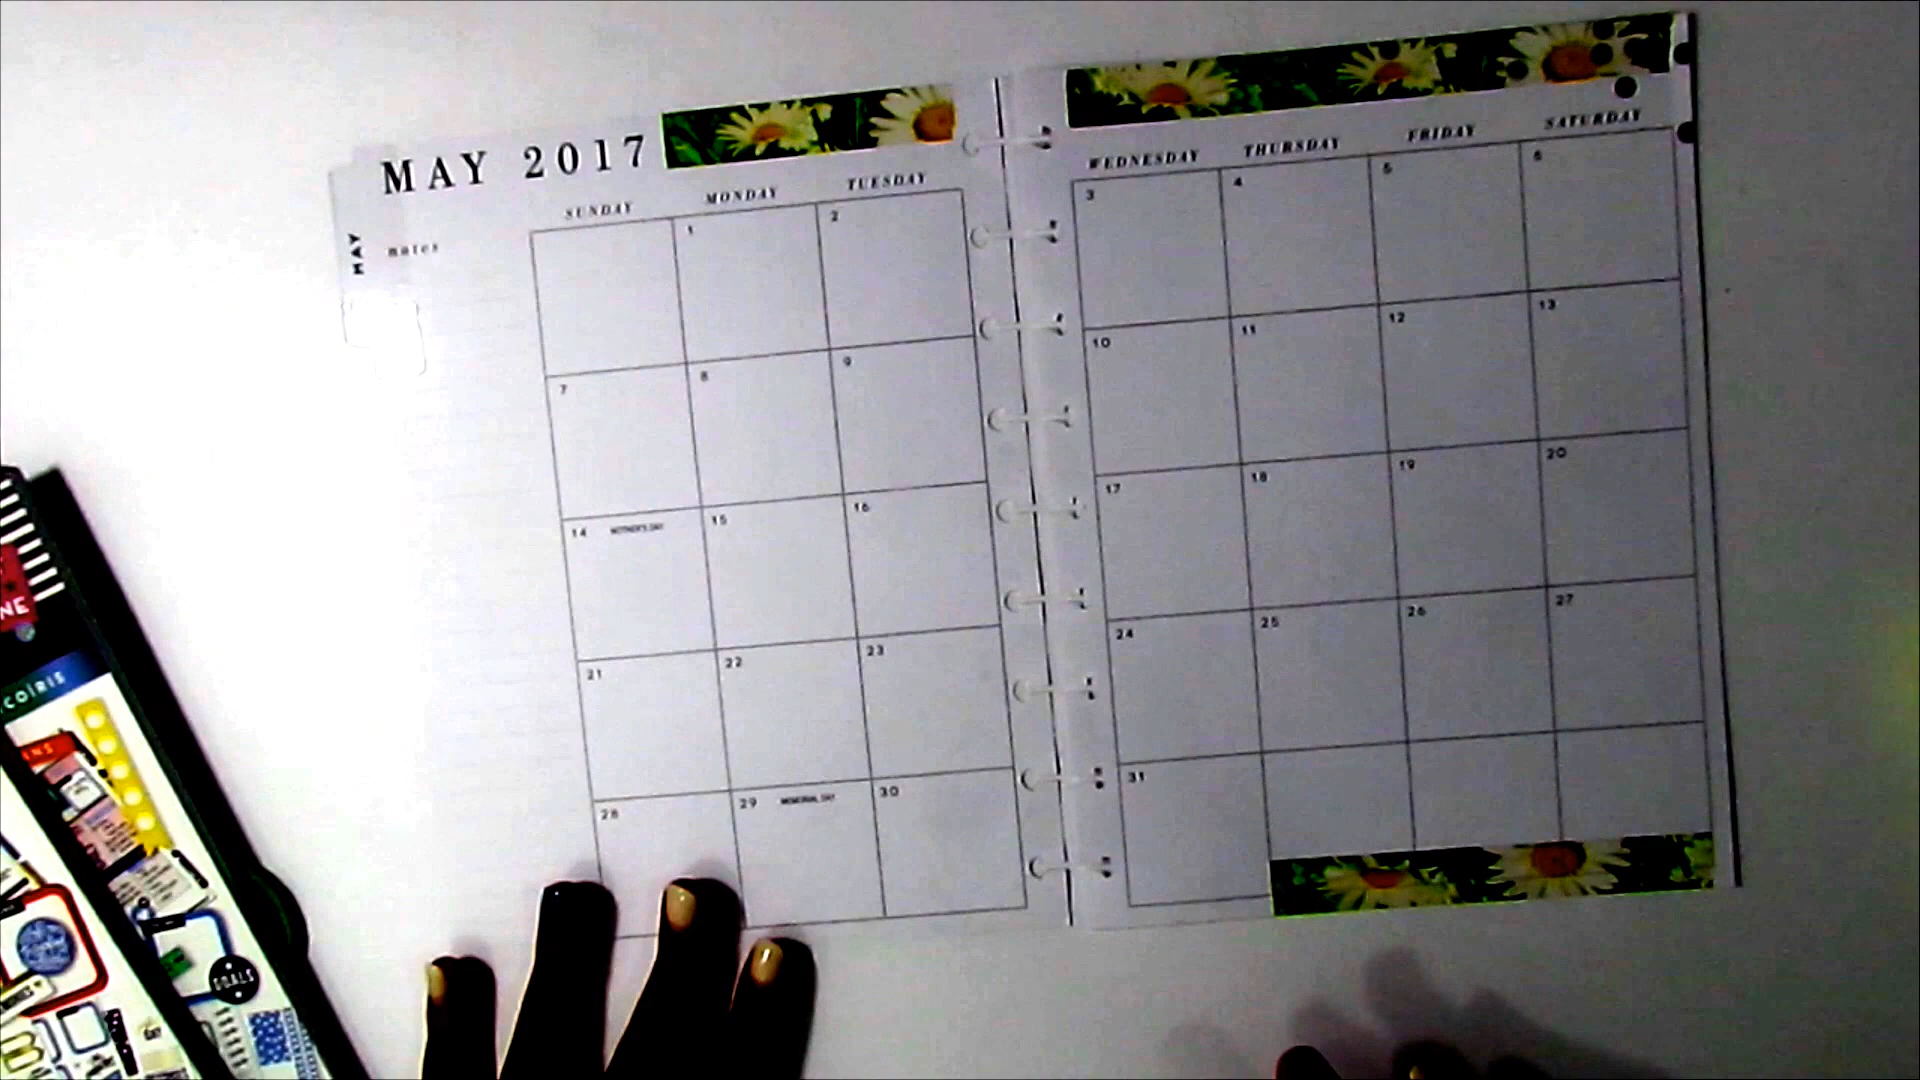 MAY 2017
MAY
notes
SUNDAY MONDAY TUESDAY WEDNESDAY THURSDAY FRIDAY SATURDAY
1 2 3 4 5 6
7 8 9 10 11 12 13
14 MOTHER'S DAY 15 16 17 18 19 20
21 22 23 24 25 26 27
28 29 MEMORIAL DAY 30 31
GOALS